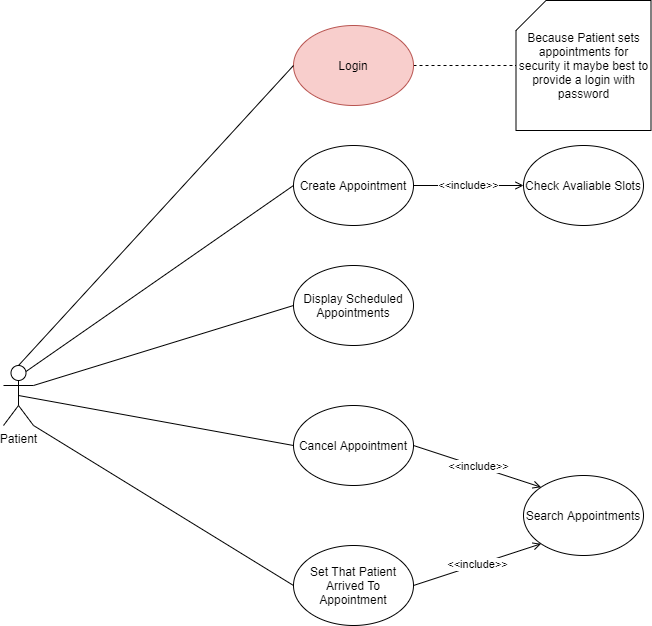 Login
Because Patient sets
appointments for
security it maybe best to
provide a login with
password
Create Appointment
<<include>>
Check Avaliable Slots
Display Scheduled
Appointments
Patient
Cancel Appointment
<<include>>
Search Appointments
<<include>>
Set That Patient
Arrived To
Appointment